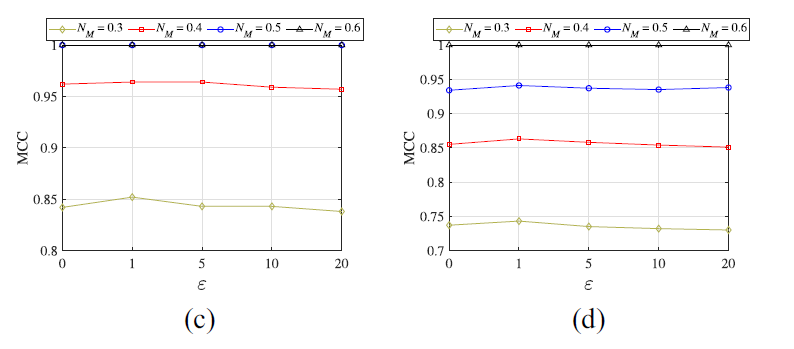 N_M = 0.3 N_M = 0.4 N_M = 0.5 N_M = 0.6
1
0.95
0.9
0.85
0.8
MCC
0 1 5 10 20
ε
(c)
N_M = 0.3 N_M = 0.4 N_M = 0.5 N_M = 0.6
1
0.95
0.9
0.85
0.8
0.75
0.7
MCC
0 1 5 10 20
ε
(d)